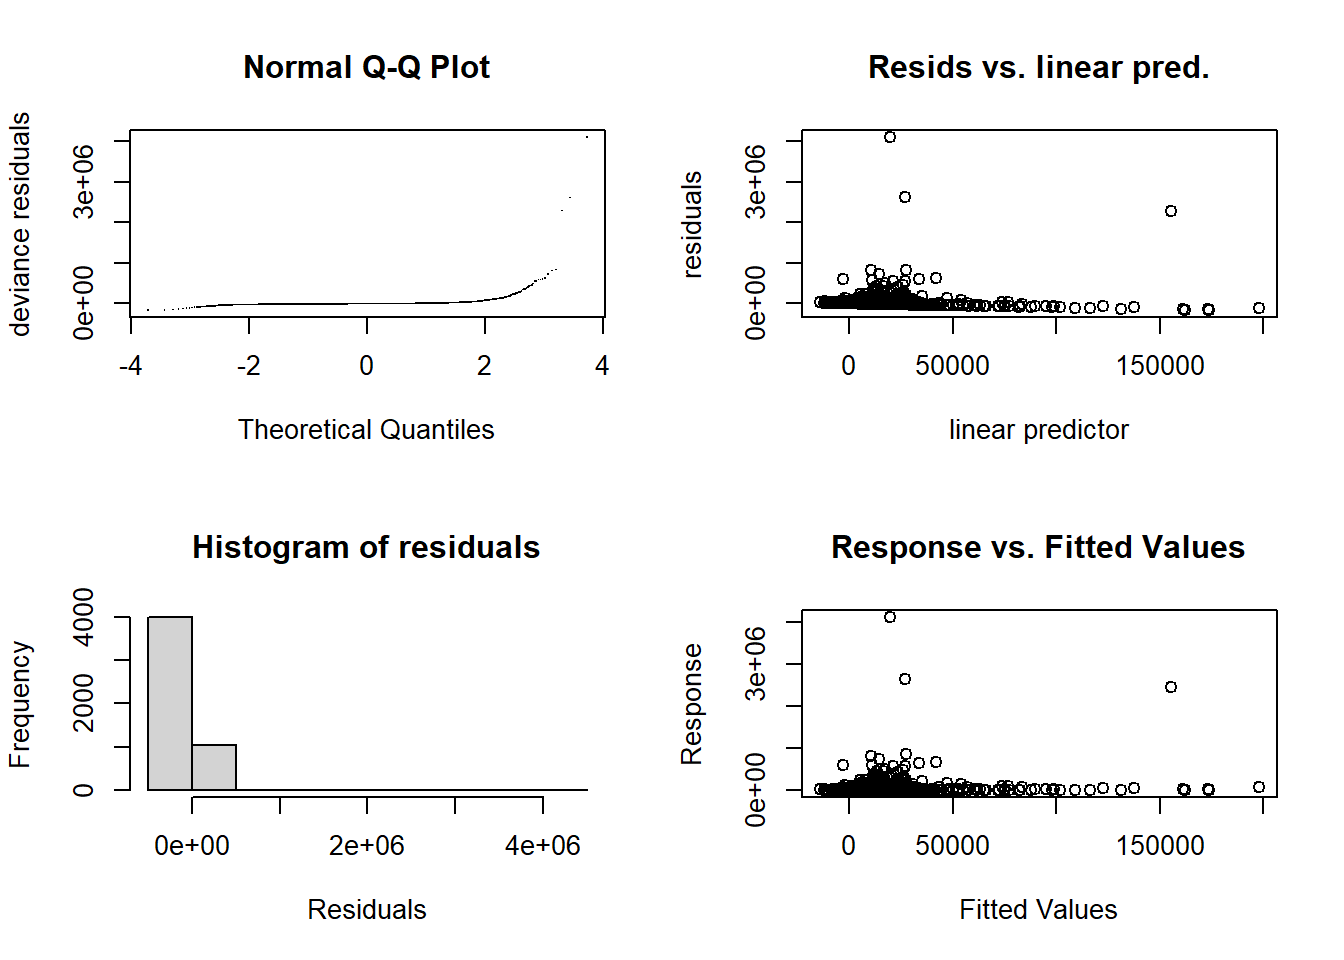 Normal Q-Q Plot
deviance residuals
0e+00 3e+06
-4 -2 0 2 4
Theoretical Quantiles
Resids vs. linear pred.
residuals
0e+00 3e+06
0 50000 150000
linear predictor
Histogram of residuals
Frequency
0 2000 4000
0e+00 2e+06 4e+06
Residuals
Response vs. Fitted Values
Response
0e+00 3e+06
0 50000 150000
Fitted Values